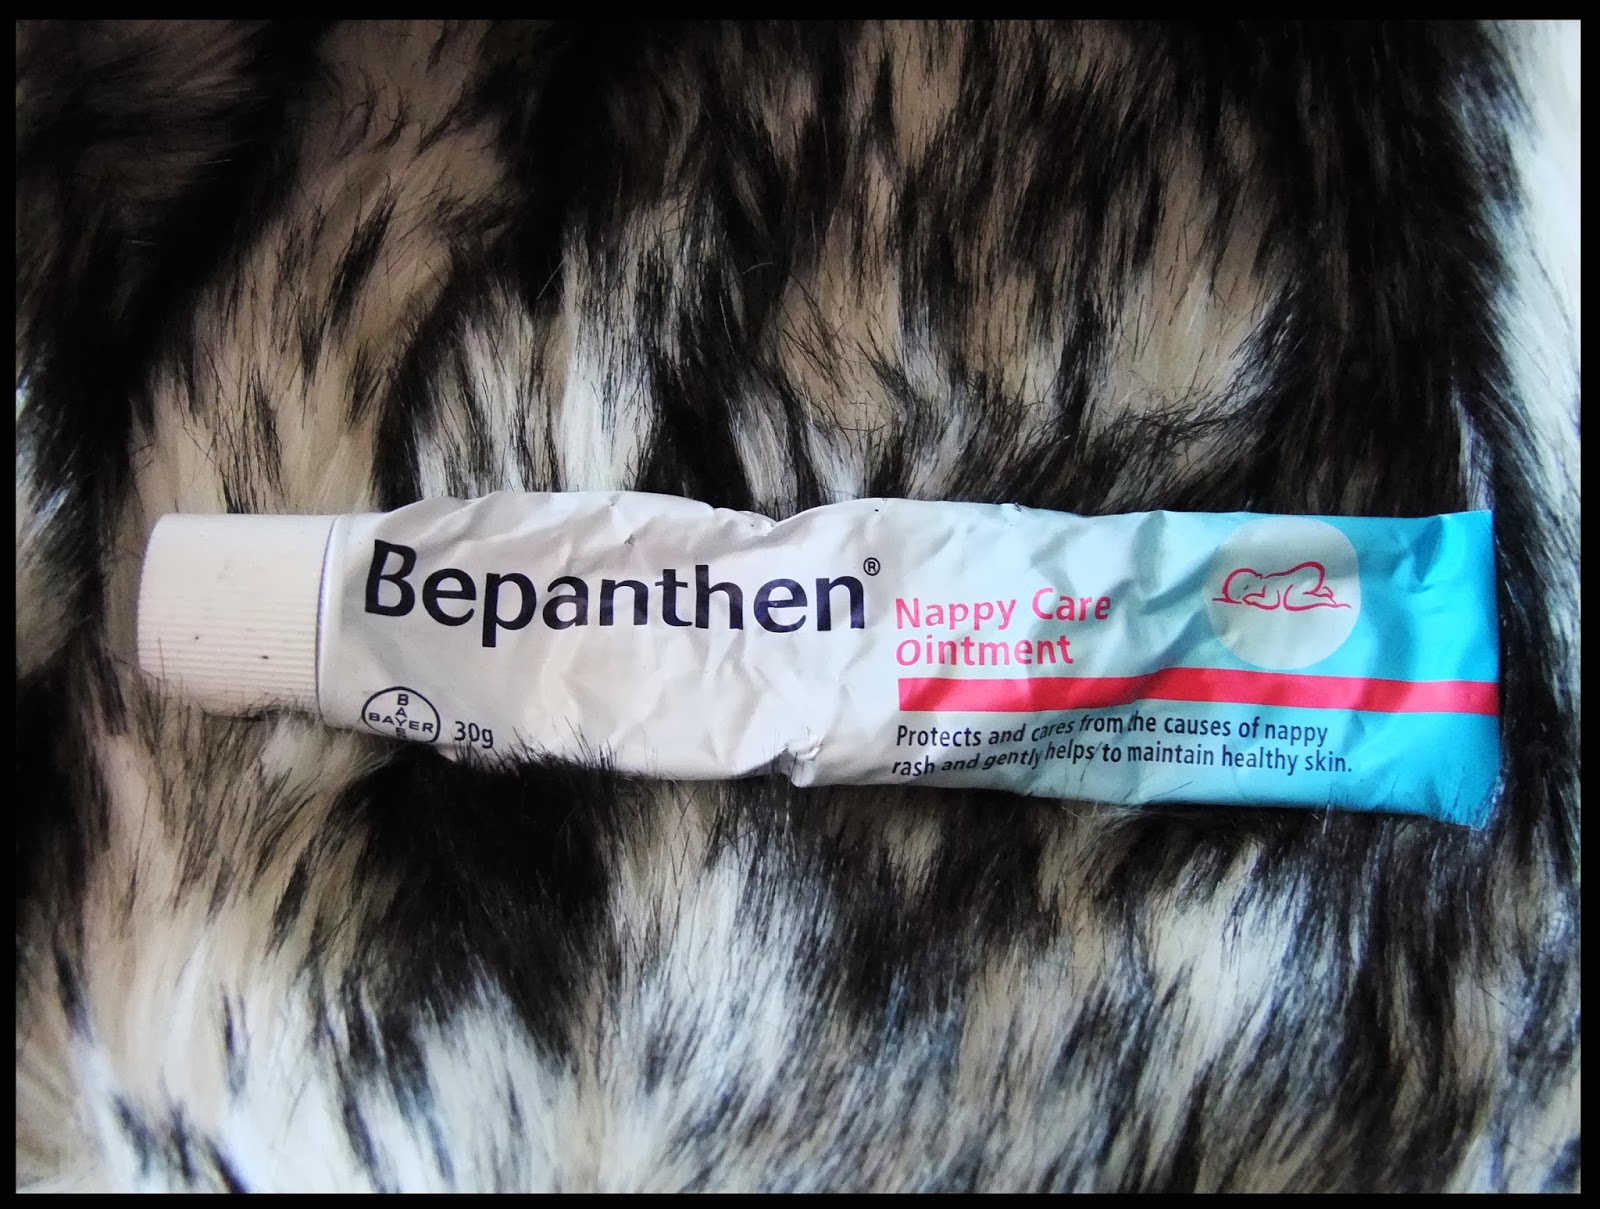 Bepanthen®
Nappy Care
Ointment
Protects and cares from the causes of nappy
rash and gently helps to maintain healthy skin.
BAYER
BAYER
30g